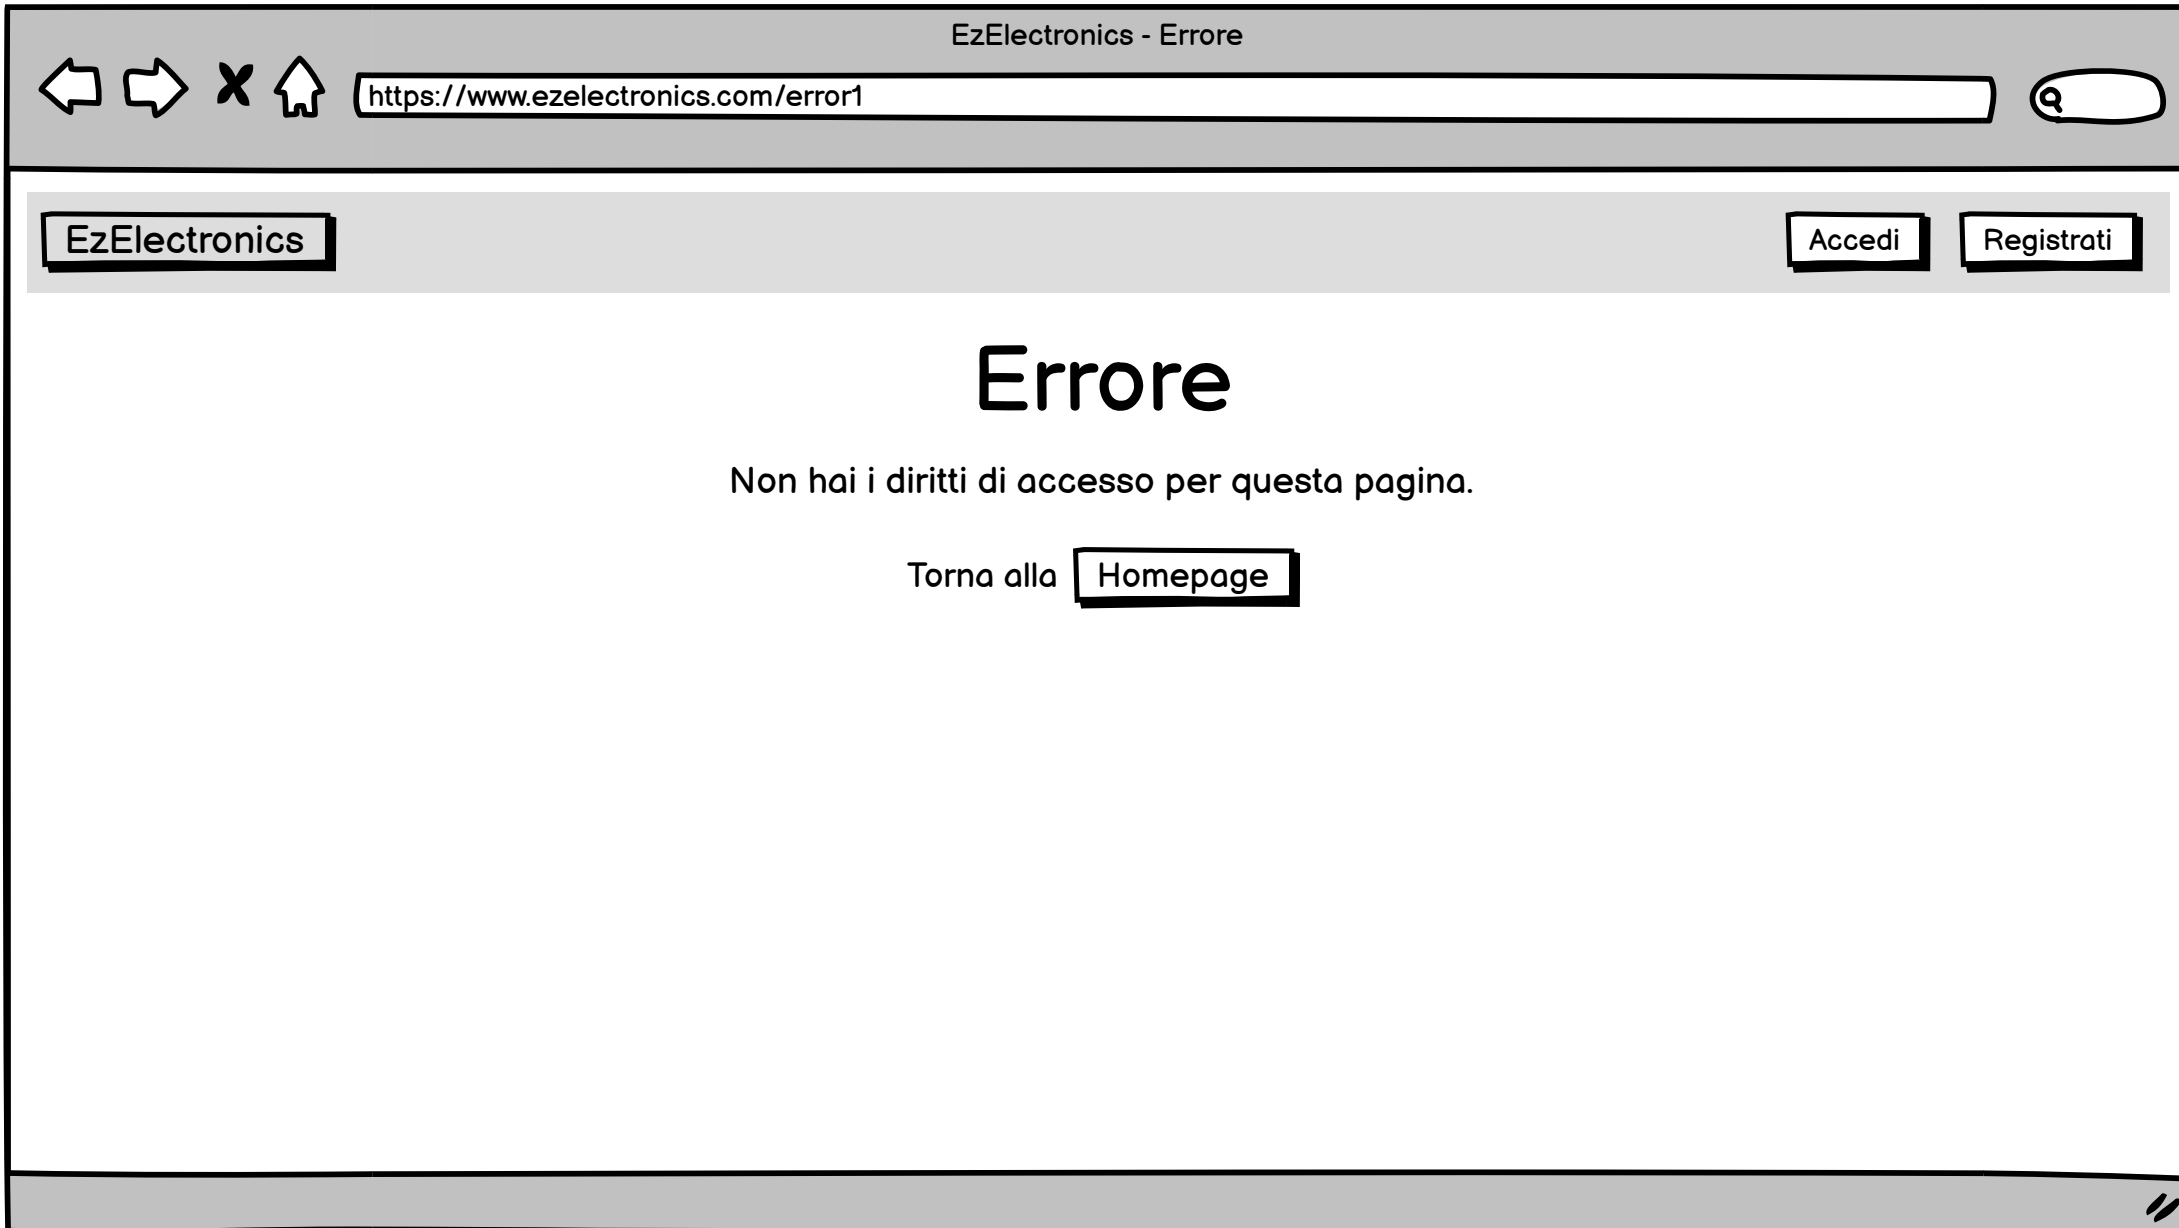 EzElectronics - Errore
https://www.ezelectronics.com/error1
EzElectronics
Accedi
Registrati
Errore
Non hai i diritti di accesso per questa pagina.
Torna alla Homepage